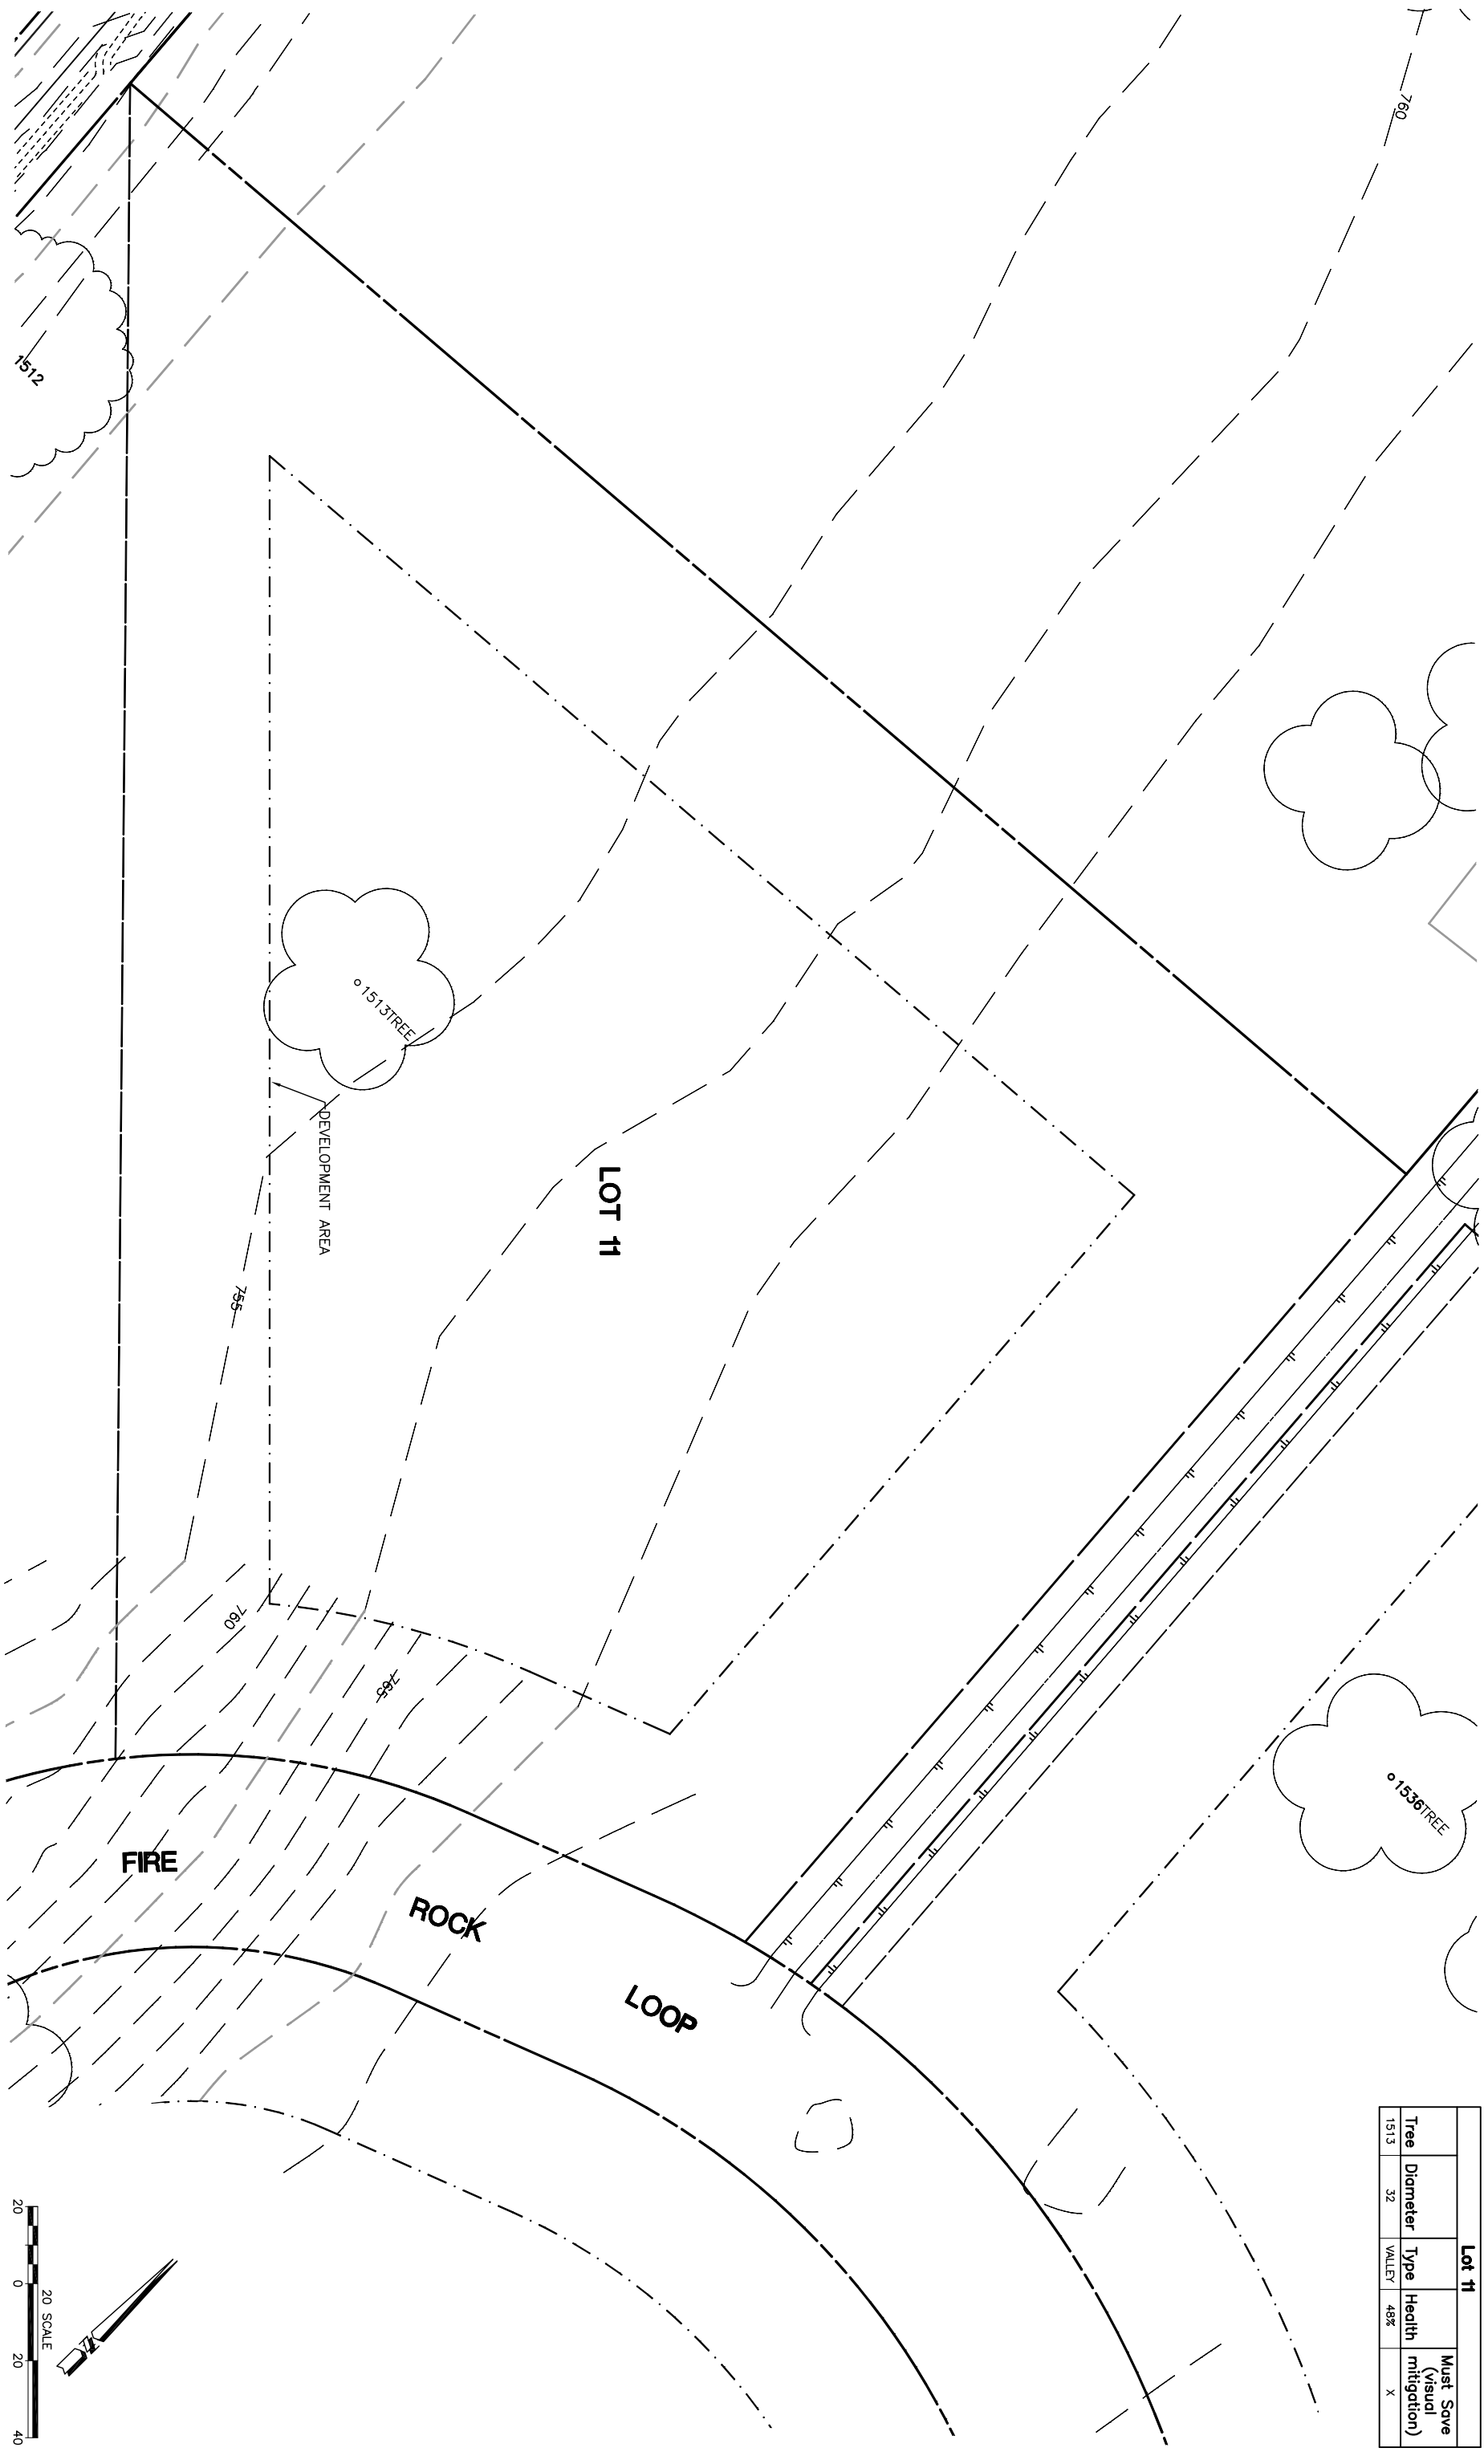 760
1512
1513TREE
DEVELOPMENT AREA
LOT 11
755
760
765
1536TREE
FIRE
ROCK
LOOP
Lot 11
Tree Diameter Type Health Must Save (visual mitigation)
1513 32 VALLEY 48% X
20 0 20 40
20 SCALE
N